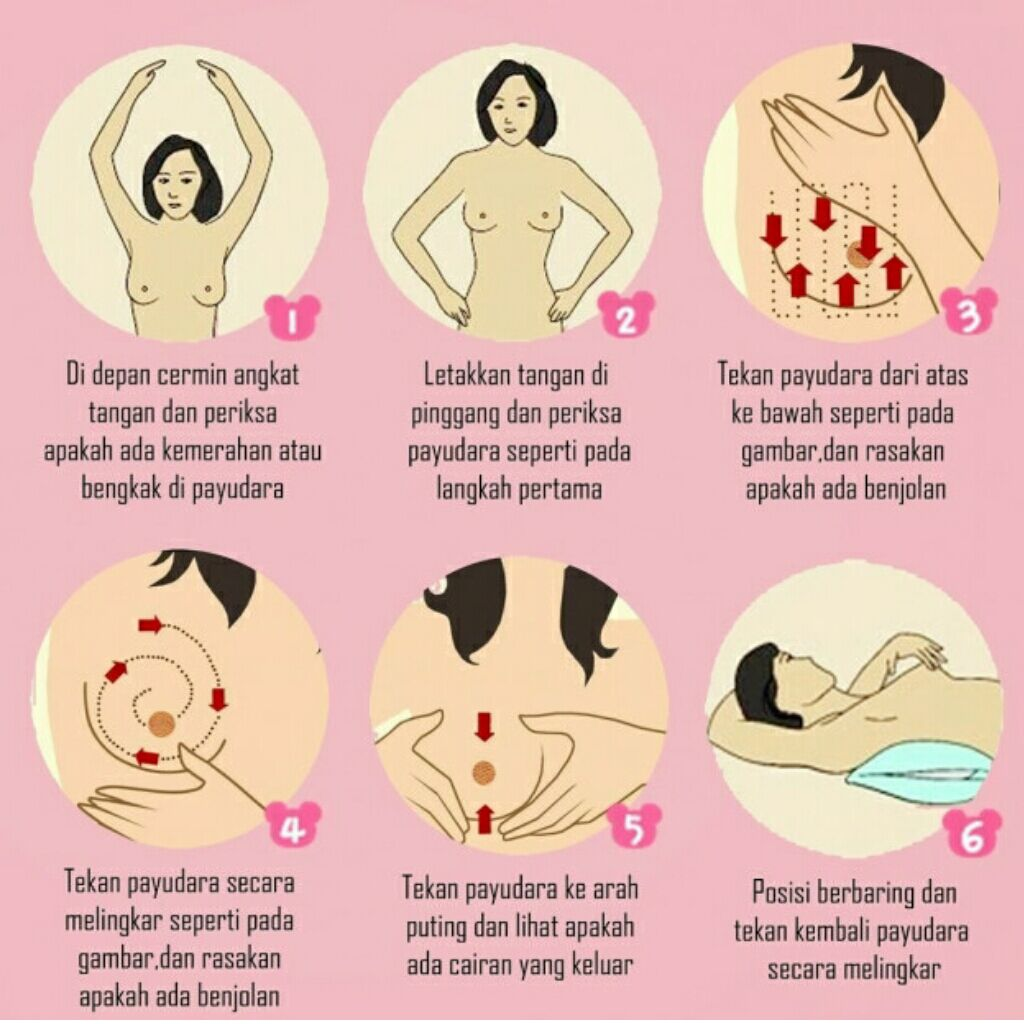 1
Di depan cermin angkat
tangan dan periksa
apakah ada kemerahan atau
bengkak di payudara
2
Letakkan tangan di
pinggang dan periksa
payudara seperti pada
langkah pertama
3
Tekan payudara dari atas
ke bawah seperti pada
gambar,dan rasakan
apakah ada benjolan
4
Tekan payudara secara
melingkar seperti pada
gambar,dan rasakan
apakah ada benjolan
5
Tekan payudara ke arah
puting dan lihat apakah
ada cairan yang keluar
6
Posisi berbaring dan
tekan kembali payudara
secara melingkar